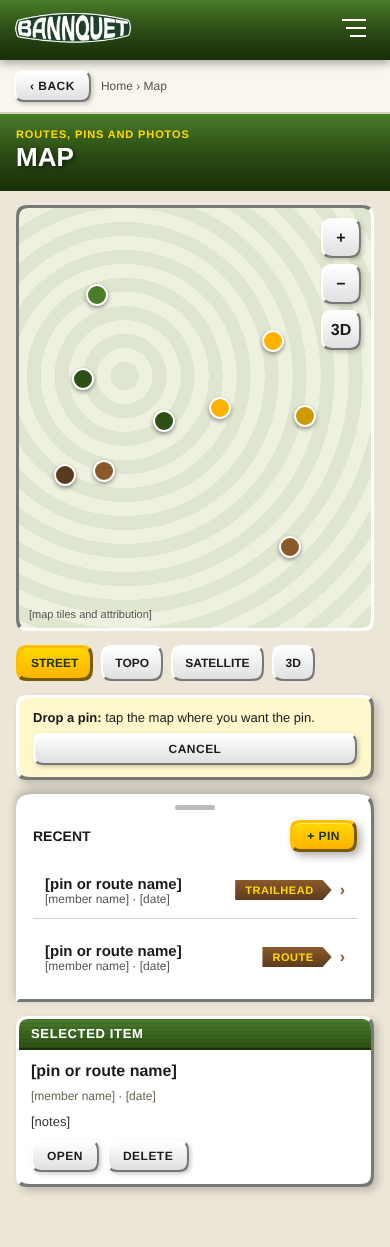 BANNQUET
‹ BACK Home › Map
ROUTES, PINS AND PHOTOS
MAP
+
−
3D
[map tiles and attribution]
STREET TOPO SATELLITE 3D
Drop a pin: tap the map where you want the pin.
CANCEL
RECENT + PIN
[pin or route name] TRAILHEAD ›
[member name] · [date]
[pin or route name] ROUTE ›
[member name] · [date]
SELECTED ITEM
[pin or route name]
[member name] · [date]
[notes]
OPEN DELETE